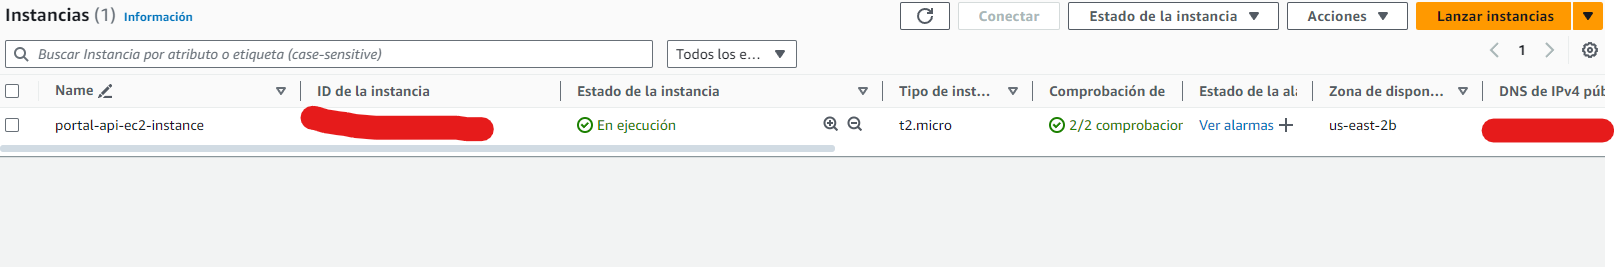 Instancias (1) Información
Conectar
Estado de la instancia
Acciones
Lanzar instancias
Buscar Instancia por atributo o etiqueta (case-sensitive)
Todos los e...
1
Name
ID de la instancia
Estado de la instancia
Tipo de inst...
Comprobación de
Estado de la ala
Zona de dispon...
DNS de IPv4 púb
portal-api-ec2-instance
En ejecución
t2.micro
2/2 comprobacior
Ver alarmas
us-east-2b